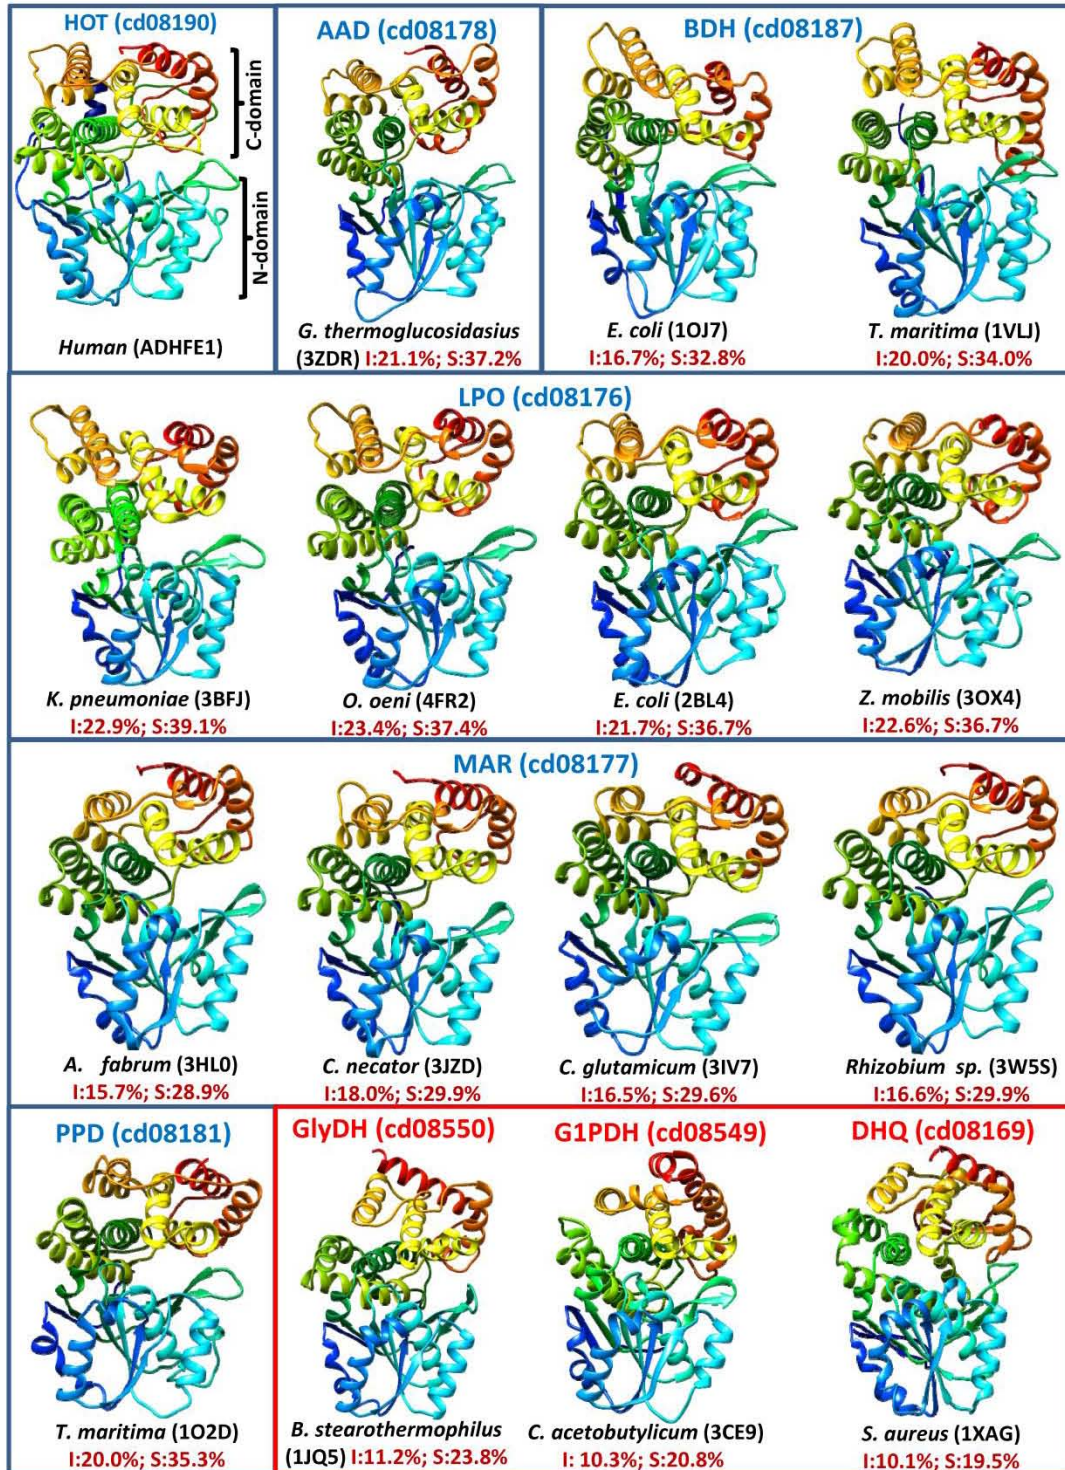 HOT (cd08190)
C-domain
N-domain
Human (ADHFE1)
AAD (cd08178)
G. thermoglucosidasius
(3ZDR) I:21.1%; S:37.2%
BDH (cd08187)
E. coli (1OJ7)
I:16.7%; S:32.8%
T. maritima (1VLJ)
I:20.0%; S:34.0%
LPO (cd08176)
K. pneumoniae (3BFJ)
I:22.9%; S:39.1%
O. oeni (4FR2)
I:23.4%; S:37.4%
E. coli (2BL4)
I:21.7%; S:36.7%
Z. mobilis (3OX4)
I:22.6%; S:36.7%
MAR (cd08177)
A. fabrum (3HL0)
I:15.7%; S:28.9%
C. necator (3JZD)
I:18.0%; S:29.9%
C. glutamicum (3IV7)
I:16.5%; S:29.6%
Rhizobium sp. (3W5S)
I:16.6%; S:29.9%
PPD (cd08181)
T. maritima (1O2D)
I:20.0%; S:35.3%
GlyDH (cd08550)
B. stearothermophilus
(1JQ5) I:11.2%; S:23.8%
G1PDH (cd08549)
C. acetobutylicum (3CE9)
I: 10.3%; S:20.8%
DHQ (cd08169)
S. aureus (1XAG)
I:10.1%; S:19.5%